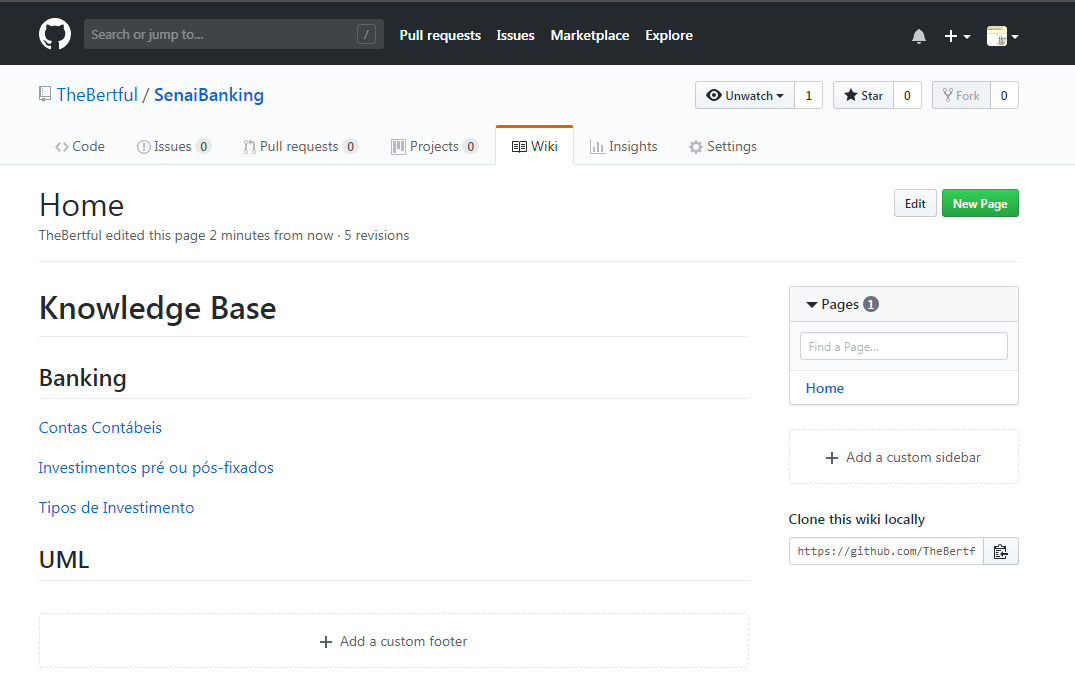 Search or jump to... /
Pull requests Issues Marketplace Explore
TheBertful / SenaiBanking
Unwatch 1 Star 0 Fork 0
Code Issues 0 Pull requests 0 Projects 0 Wiki Insights Settings
Home
Edit New Page
TheBertful edited this page 2 minutes from now · 5 revisions
Knowledge Base
Banking
Contas Contábeis
Investimentos pré ou pós-fixados
Tipos de Investimento
UML
Add a custom footer
Pages 1
Find a Page...
Home
Add a custom sidebar
Clone this wiki locally
https://github.com/TheBertf